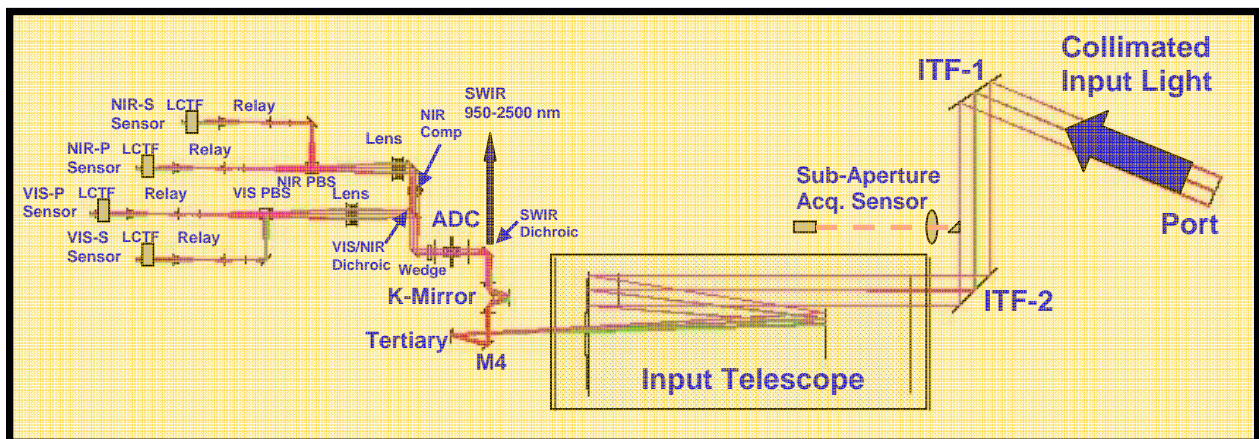 Collimated
Input Light
ITF-1
SWIR
950-2500 nm
NIR-S LCTF Relay
Sensor
NIR
Comp
Lens
NIR-P LCTF Relay
Sensor
NIR PBS
VIS-P LCTF Relay
Sensor
VIS PBS
Lens
Sub-Aperture
Acq. Sensor
Port
ADC
SWIR
Dichroic
VIS-S LCTF Relay
Sensor
VIS/NIR
Dichroic
Wedge
K-Mirror
ITF-2
Tertiary
M4
Input Telescope